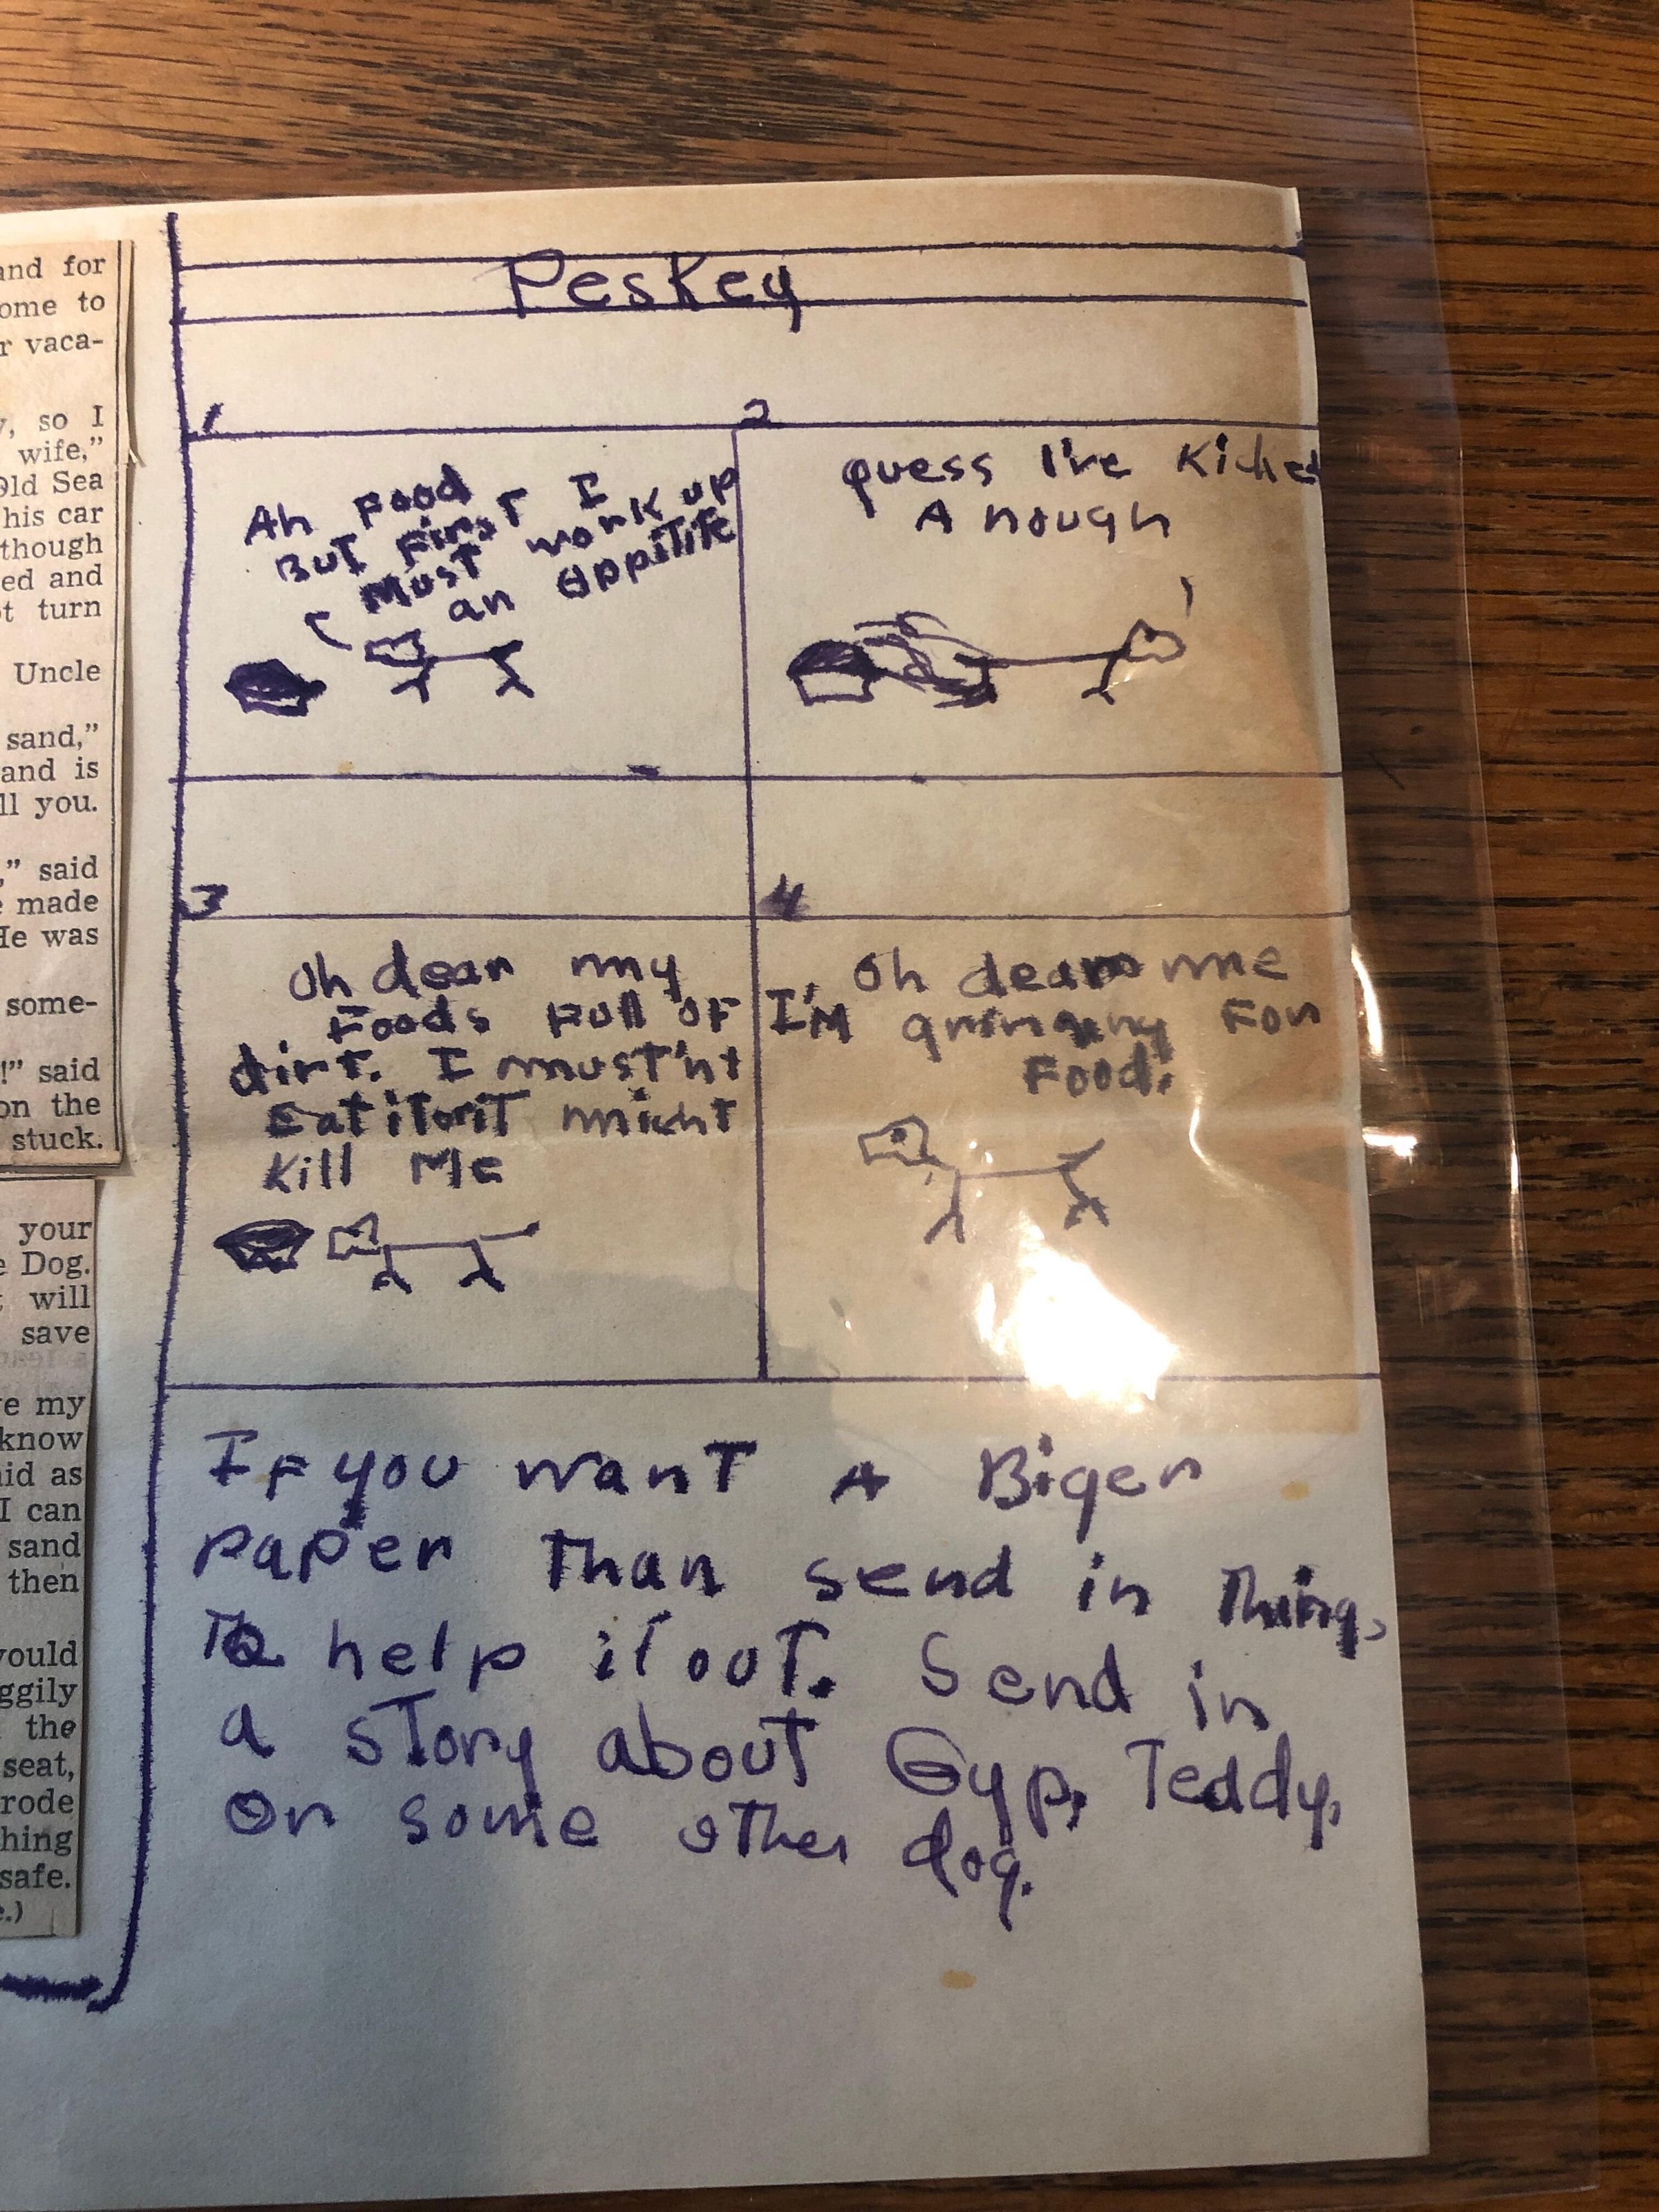 and for
ome to
r vaca-
y, so I
wife,"
Old Sea
his car
though
ed and
ot turn
Uncle
sand,"
and is
ll you.
," said
e made
He was
some-
!" said
on the
stuck.
your
e Dog.
t will
save
ve my
know
aid as
I can
sand
then
would
ggily
the
seat,
rode
thing
safe.
e.)
Peskey
1
Ah Food
But First I
Must work up
an appitite
2
guess I've Kicked
A nough
3
Oh dear my
Foods Full of
dirt. I must'nt
Eat it or it might
Kill Me
4
Oh dear me
I'm for
Food.
If you want A Biger
paper Than send in Things
To help it out. Send in
a story about Gyp, Teddy,
or some other dog.